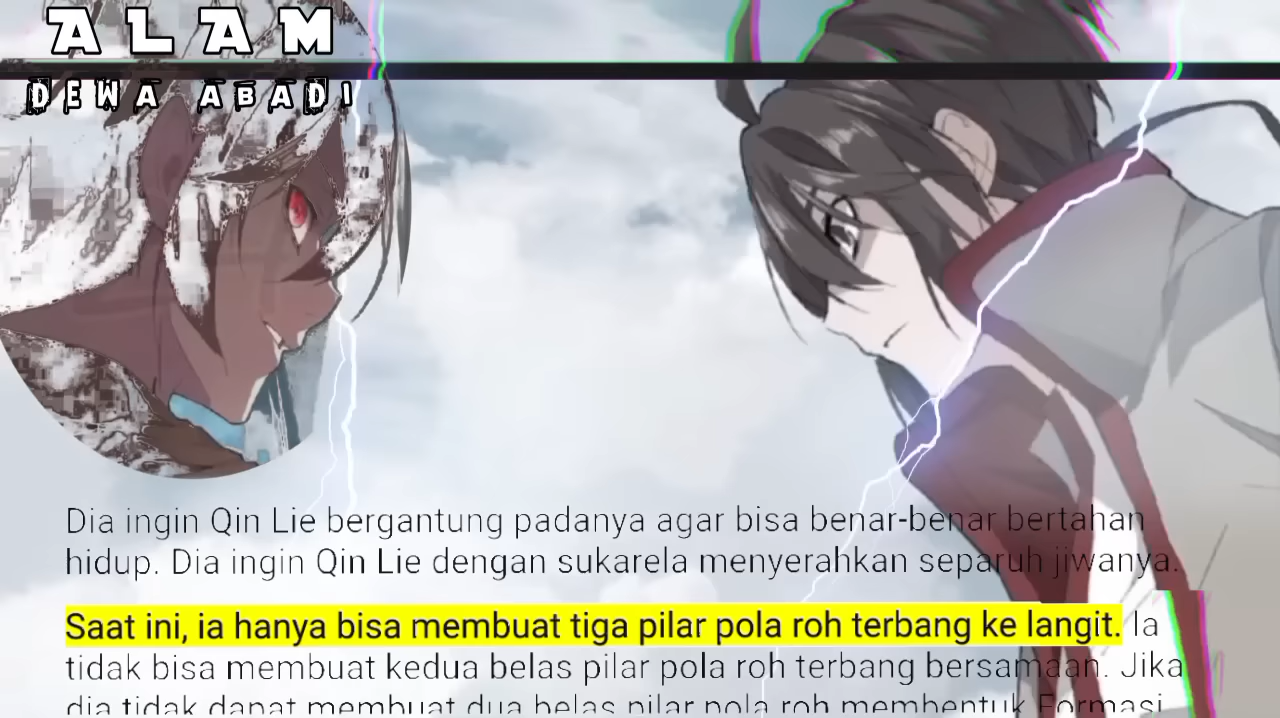 ALAM
DEWA ABADI
Dia ingin Qin Lie bergantung padanya agar bisa benar-benar bertahan
hidup. Dia ingin Qin Lie dengan sukarela menyerahkan separuh jiwanya.
Saat ini, ia hanya bisa membuat tiga pilar pola roh terbang ke langit. Ia
tidak bisa membuat kedua belas pilar pola roh terbang bersamaan. Jika
dia tidak dapat membuat dua belas pilar pola roh membentuk Formasi